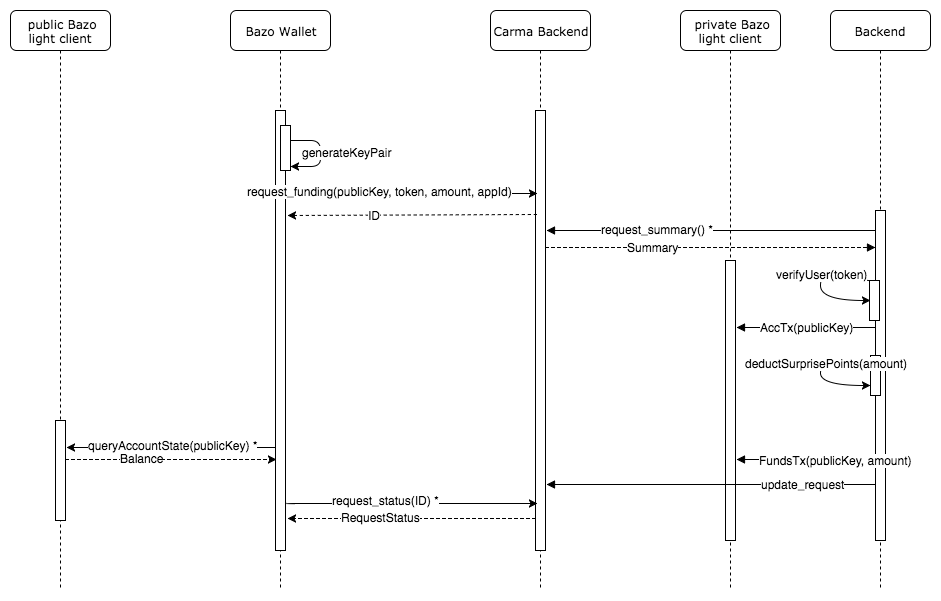 public Bazo
light client
Bazo Wallet
Carma Backend
private Bazo
light client
Backend
generateKeyPair
request_funding(publicKey, token, amount, appId)
ID
request_summary() *
Summary
verifyUser(token)
AccTx(publicKey)
deductSurprisePoints(amount)
queryAccountState(publicKey) *
Balance
FundsTx(publicKey, amount)
update_request
request_status(ID) *
RequestStatus